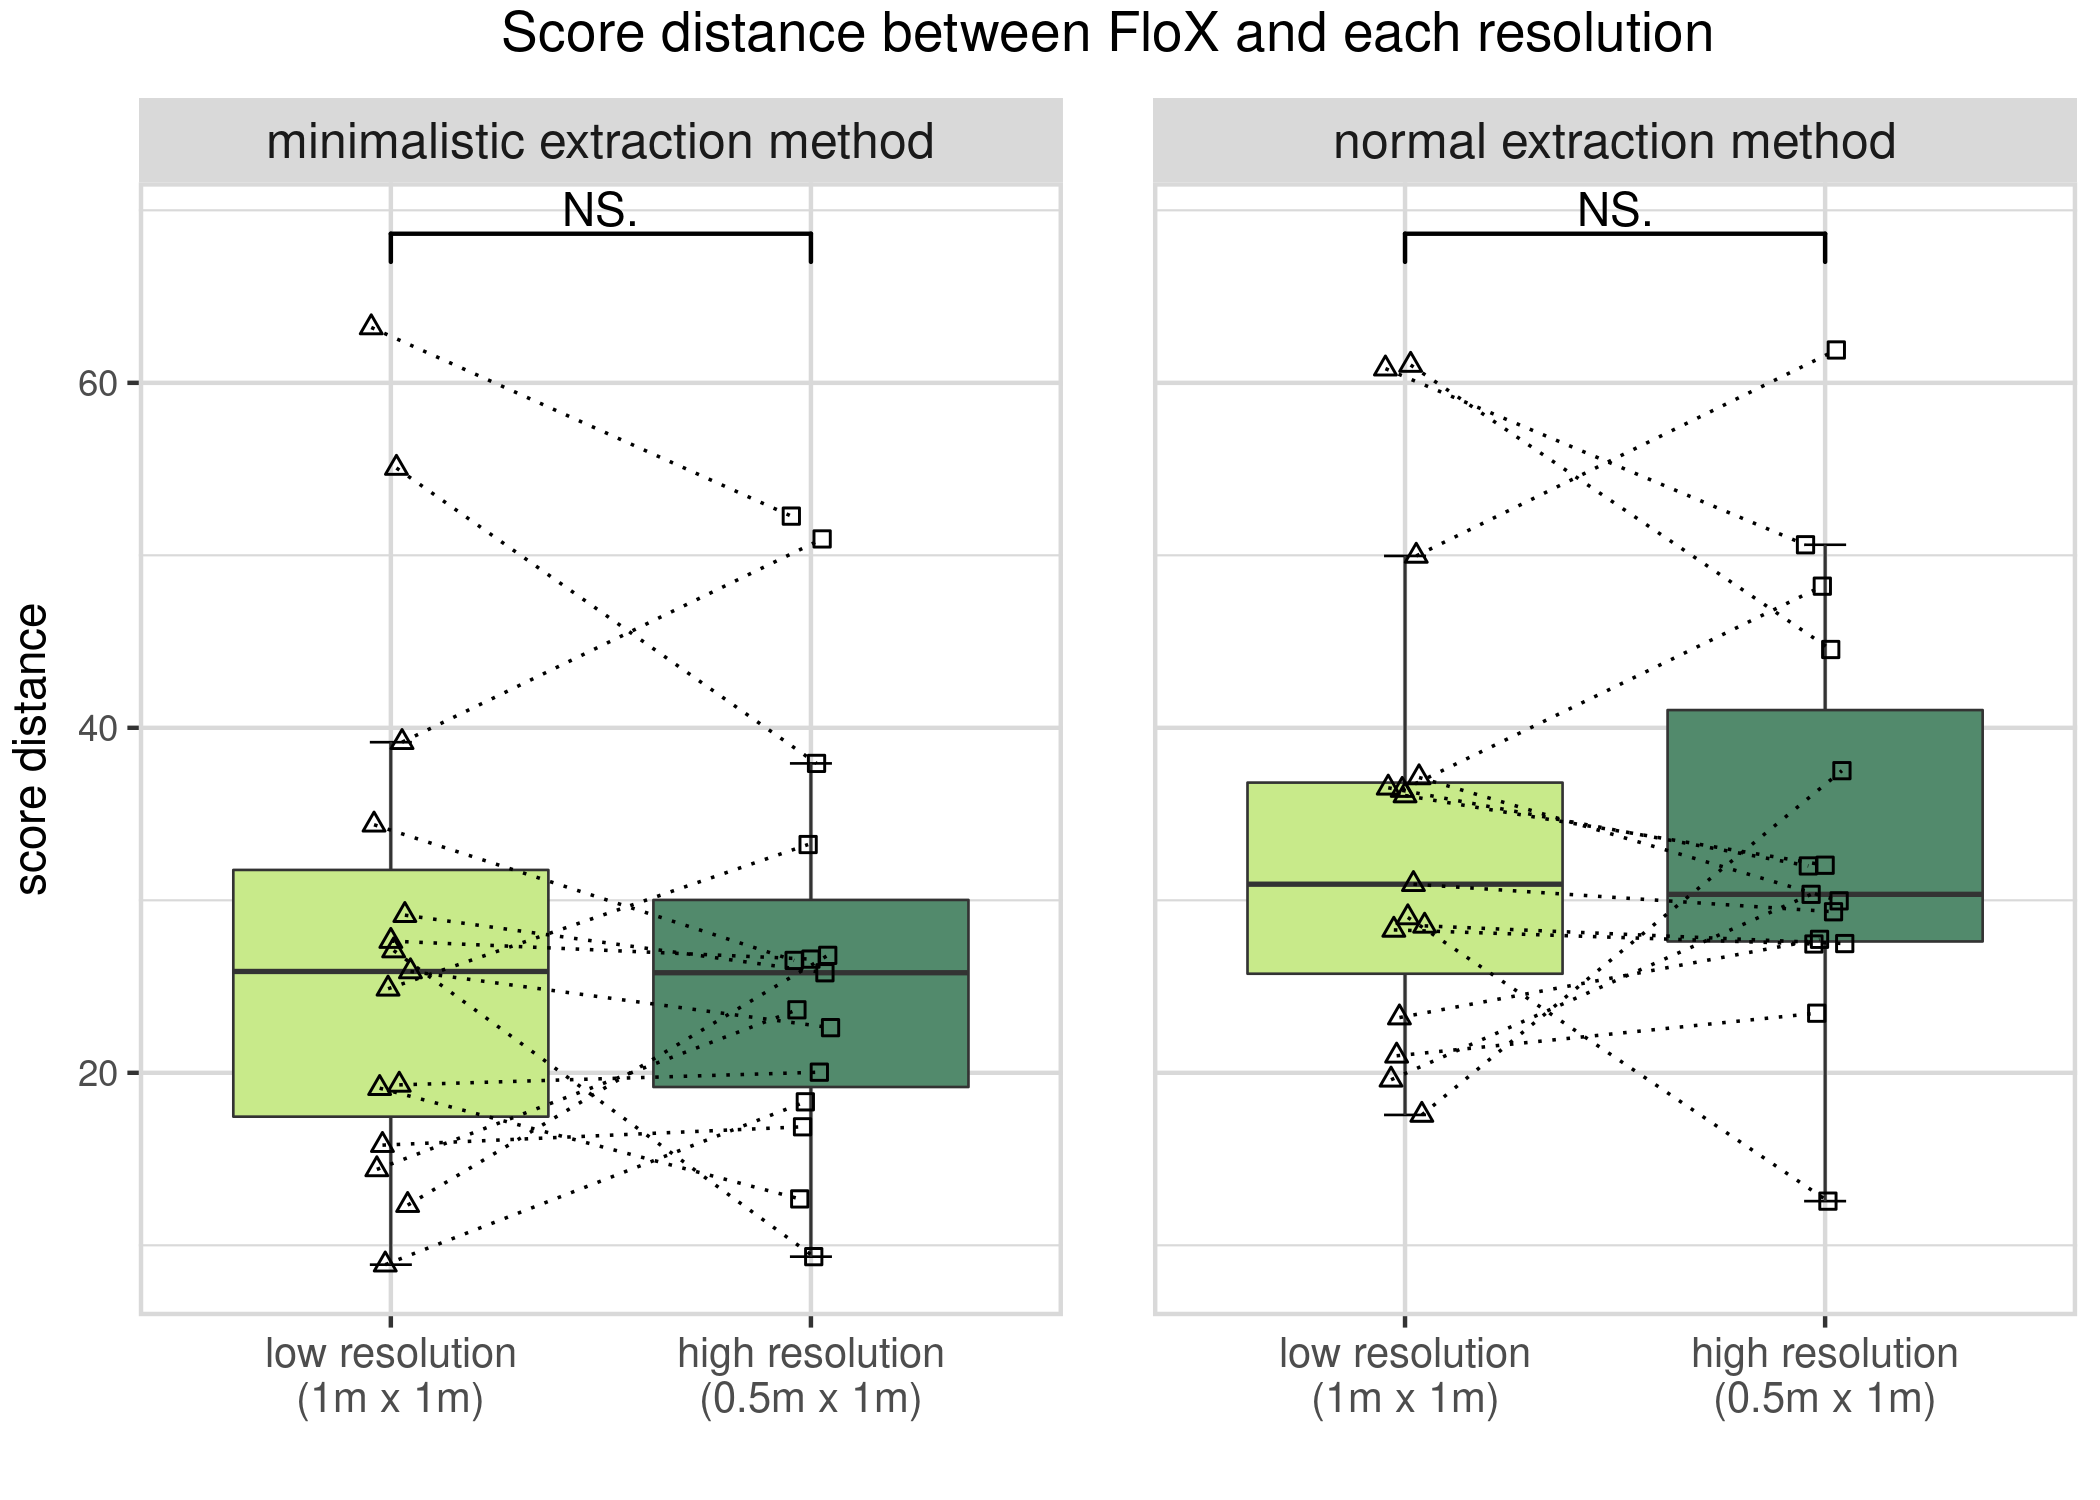 Score distance between FloX and each resolution
minimalistic extraction method
normal extraction method
NS.
NS.
score distance
60
40
20
low resolution
(1m x 1m)
high resolution
(0.5m x 1m)
low resolution
(1m x 1m)
high resolution
(0.5m x 1m)